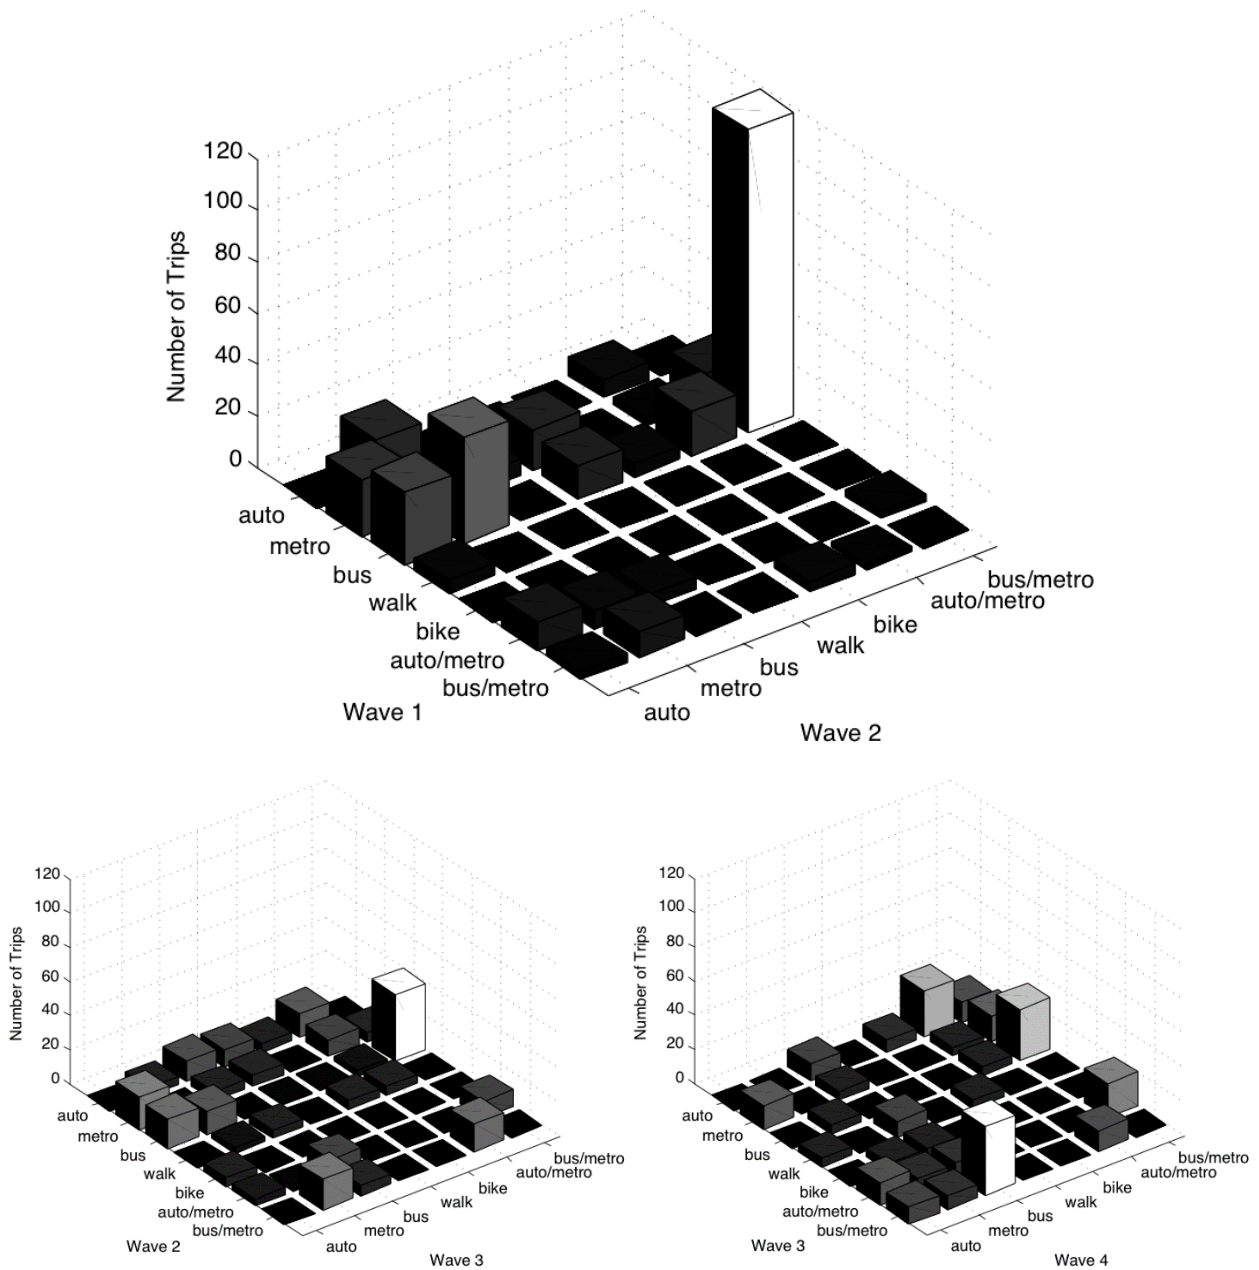 120
100
80
60
40
20
0
Number of Trips
auto
metro
bus
walk
bike
auto/metro
bus/metro
Wave 1
auto
metro
bus
walk
bike
auto/metro
bus/metro
Wave 2
120
100
80
60
40
20
0
Number of Trips
auto
metro
bus
walk
bike
auto/metro
bus/metro
Wave 2
auto
metro
bus
walk
bike
auto/metro
bus/metro
Wave 3
120
100
80
60
40
20
0
Number of Trips
auto
metro
bus
walk
bike
auto/metro
bus/metro
Wave 3
auto
metro
bus
walk
bike
auto/metro
bus/metro
Wave 4